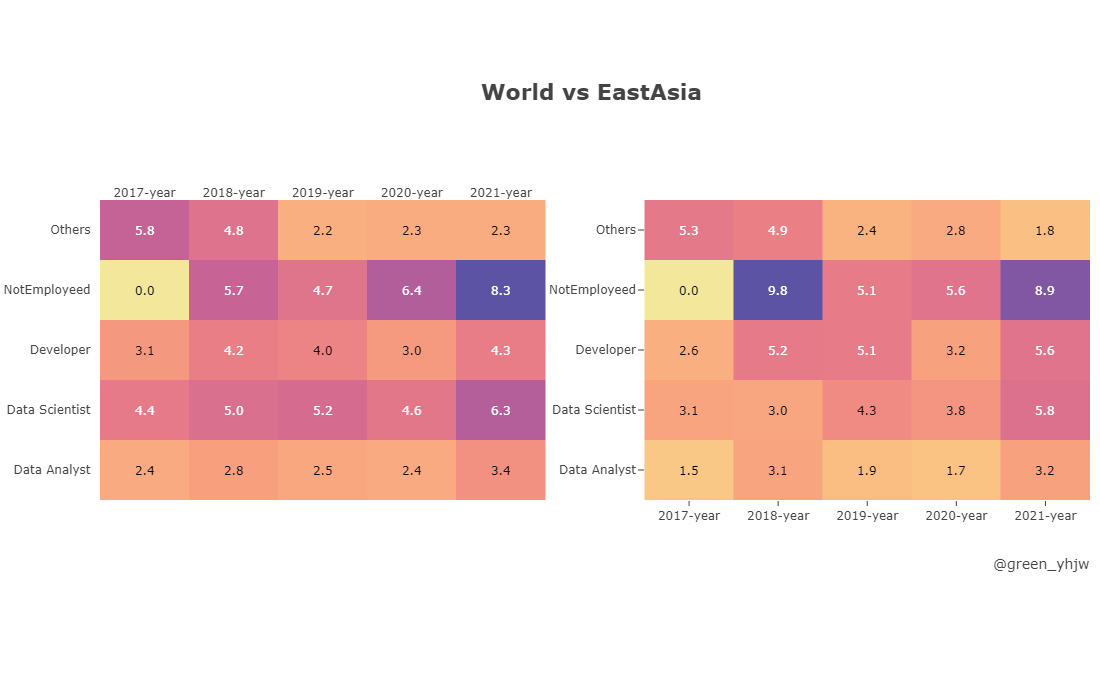 World vs EastAsia
2017-year 2018-year 2019-year 2020-year 2021-year
Others 5.8 4.8 2.2 2.3 2.3
NotEmployeed 0.0 5.7 4.7 6.4 8.3
Developer 3.1 4.2 4.0 3.0 4.3
Data Scientist 4.4 5.0 5.2 4.6 6.3
Data Analyst 2.4 2.8 2.5 2.4 3.4
Others 5.3 4.9 2.4 2.8 1.8
NotEmployeed 0.0 9.8 5.1 5.6 8.9
Developer 2.6 5.2 5.1 3.2 5.6
Data Scientist 3.1 3.0 4.3 3.8 5.8
Data Analyst 1.5 3.1 1.9 1.7 3.2
2017-year 2018-year 2019-year 2020-year 2021-year
@green_yhjw